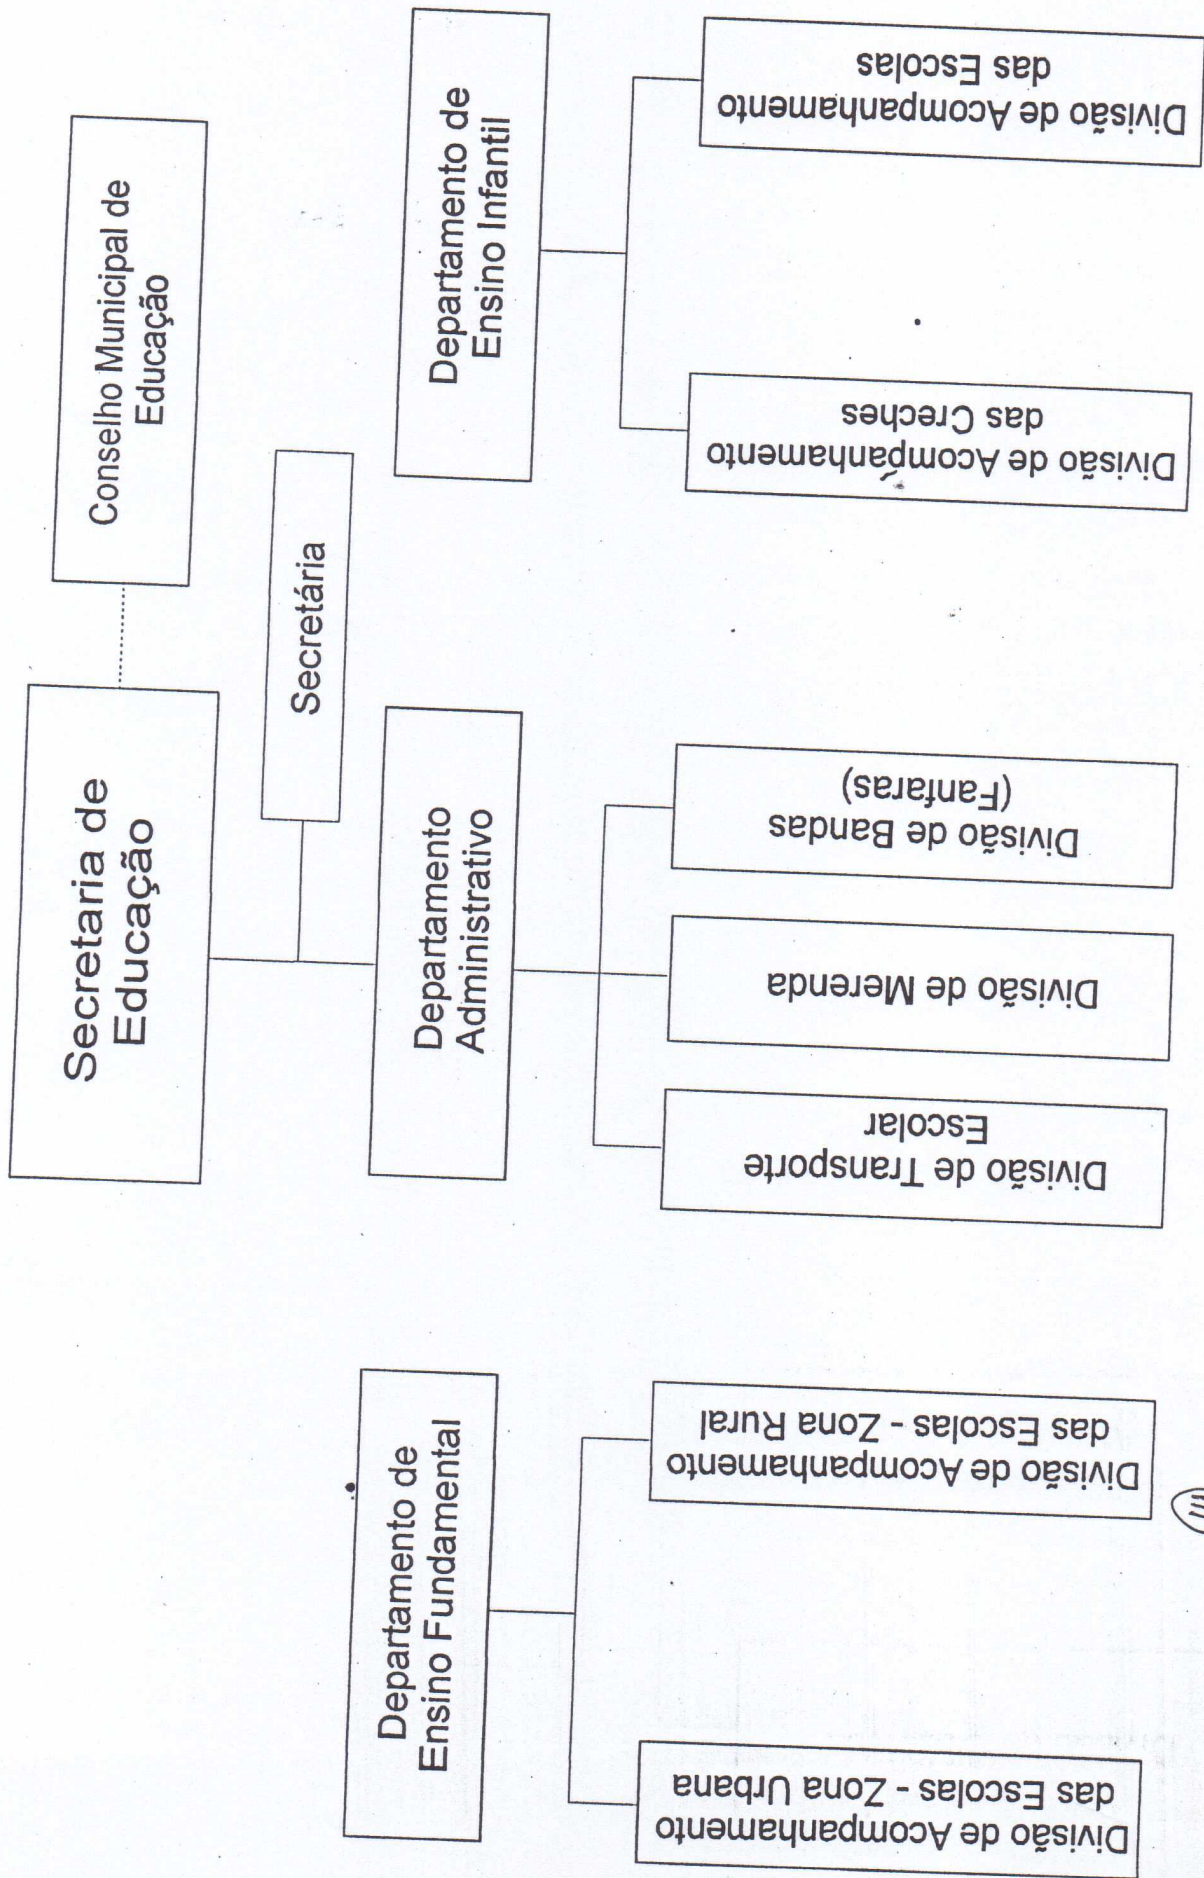 Secretaria de
Educação
Conselho Municipal de
Educação
Secretária
Departamento de
Ensino Fundamental
Departamento
Administrativo
Departamento de
Ensino Infantil
Divisão de Acompanhamento
das Escolas - Zona Urbana
Divisão de Acompanhamento
das Escolas - Zona Rural
Divisão de Transporte
Escolar
Divisão de Merenda
Divisão de Bandas
(Fanfaras)
Divisão de Acompanhamento
das Creches
Divisão de Acompanhamento
das Escolas